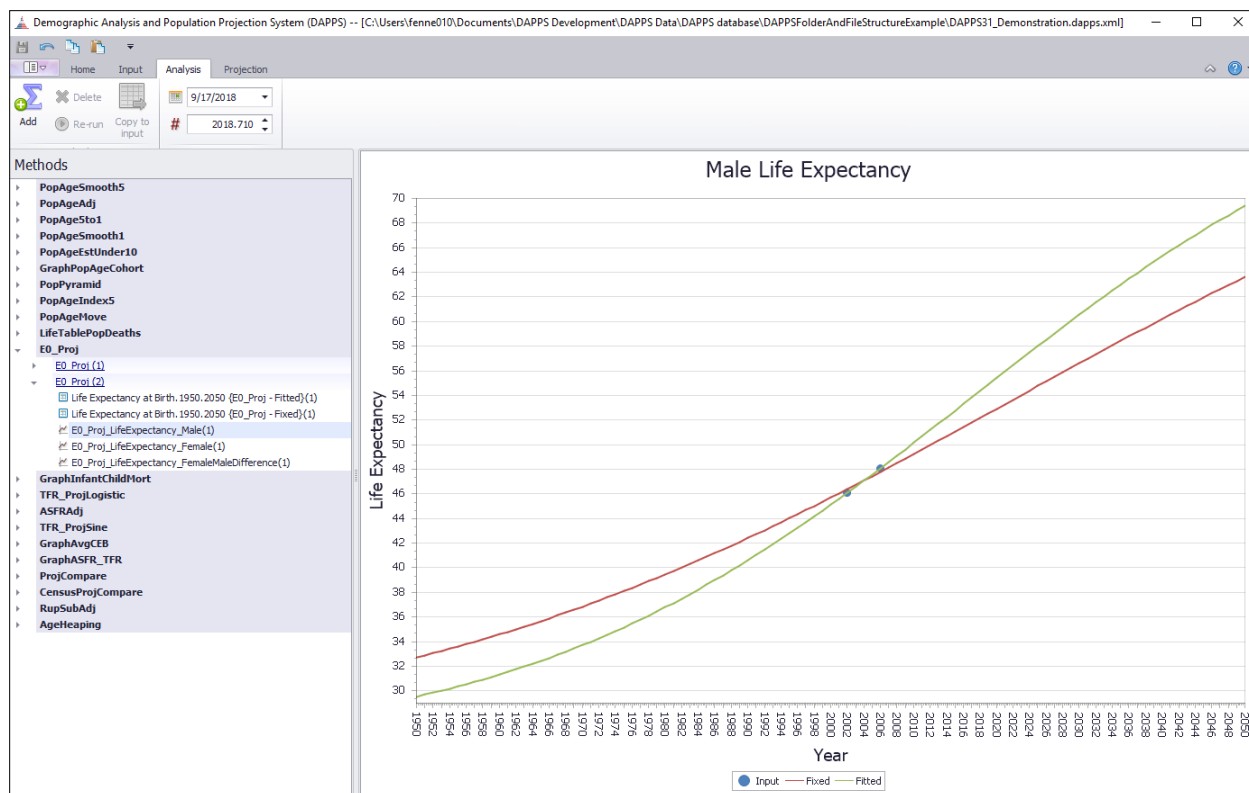 Demographic Analysis and Population Projection System (DAPPS) -- [C:\Users\fenne010\Documents\DAPPS Development\DAPPS Data\DAPPS database\DAPPSFolderAndFileStructureExample\DAPPS31_Demonstration.dapps.xml]
Home Input Analysis Projection
Add
Delete
Re-run
Copy to
input
9/17/2018
# 2018.710
Methods
PopAgeSmooth5
PopAgeAdj
PopAge5to1
PopAgeSmooth1
PopAgeEstUnder10
GraphPopAgeCohort
PopPyramid
PopAgeIndex5
PopAgeMove
LifeTablePopDeaths
E0_Proj
E0_Proj (1)
E0_Proj (2)
Life Expectancy at Birth.1950.2050 {E0_Proj - Fitted}(1)
Life Expectancy at Birth.1950.2050 {E0_Proj - Fixed}(1)
E0_Proj_LifeExpectancy_Male(1)
E0_Proj_LifeExpectancy_Female(1)
E0_Proj_LifeExpectancy_FemaleMaleDifference(1)
GraphInfantChildMort
TFR_ProjLogistic
ASFRAdj
TFR_ProjSine
GraphAvgCEB
GraphASFR_TFR
ProjCompare
CensusProjCompare
RupSubAdj
AgeHeaping
Male Life Expectancy
Life Expectancy
70
68
66
64
62
60
58
56
54
52
50
48
46
44
42
40
38
36
34
32
30
1950 1952 1954 1956 1958 1960 1962 1964 1966 1968 1970 1972 1974 1976 1978 1980 1982 1984 1986 1988 1990 1992 1994 1996 1998 2000 2002 2004 2006 2008 2010 2012 2014 2016 2018 2020 2022 2024 2026 2028 2030 2032 2034 2036 2038 2040 2042 2044 2046 2048 2050
Year
Input Fixed Fitted